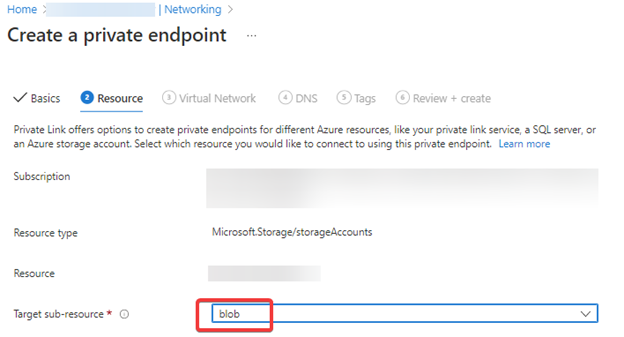 Home > | Networking >
Create a private endpoint ...
Basics 2 Resource 3 Virtual Network 4 DNS 5 Tags 6 Review + create
Private Link offers options to create private endpoints for different Azure resources, like your private link service, a SQL server, or
an Azure storage account. Select which resource you would like to connect to using this private endpoint. Learn more
Subscription
Resource type Microsoft.Storage/storageAccounts
Resource
Target sub-resource * blob